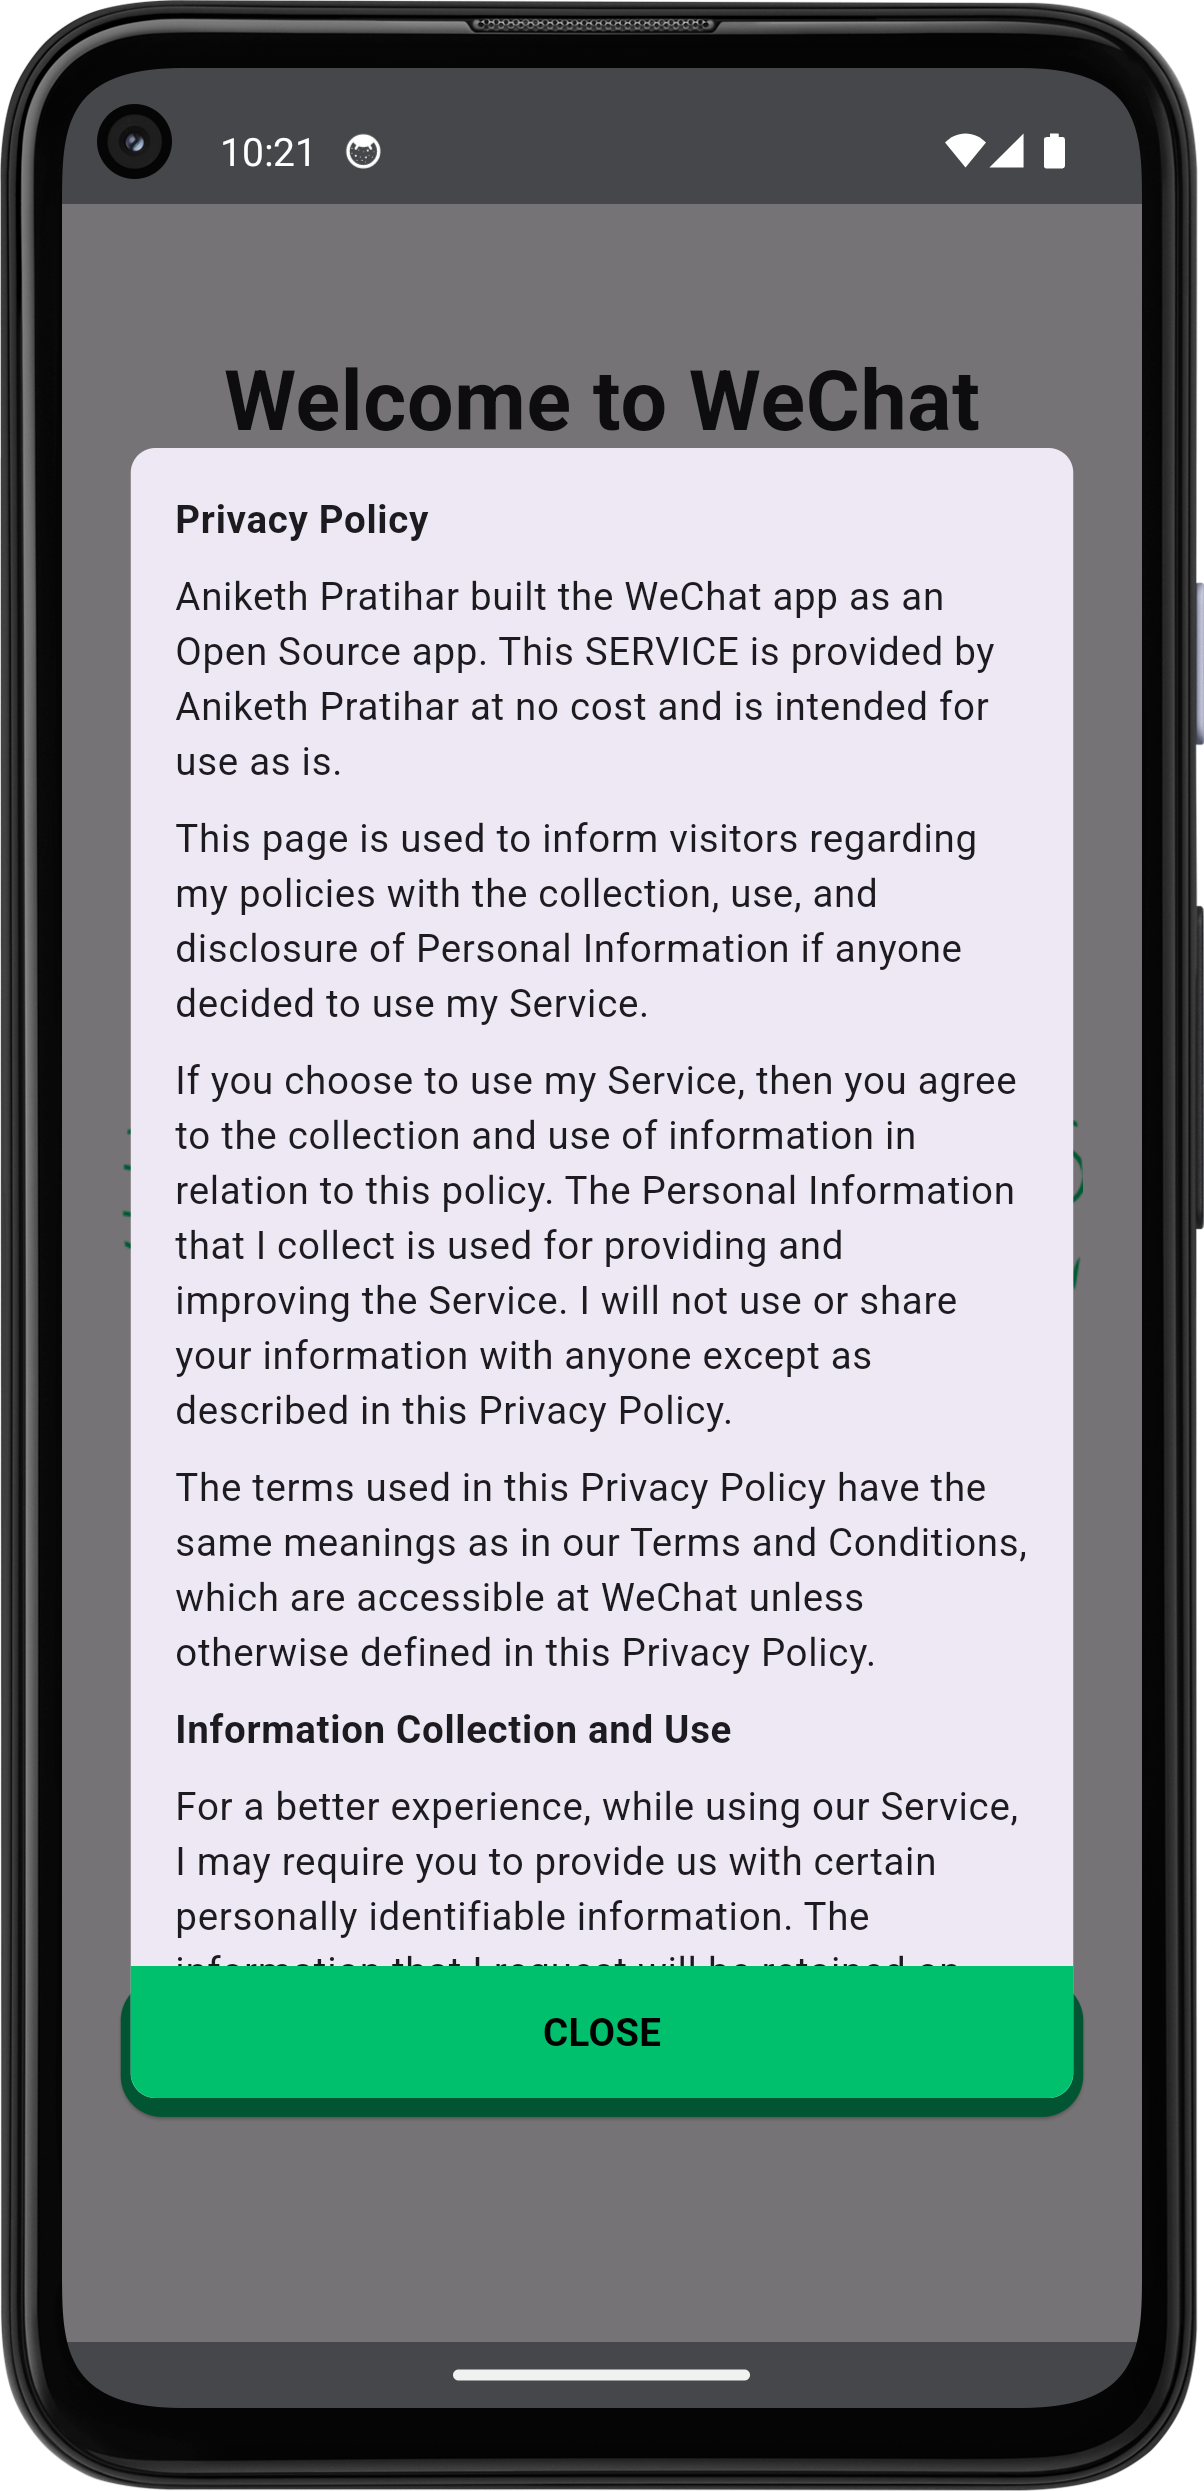 10:21
Welcome to WeChat
Privacy Policy
Aniketh Pratihar built the WeChat app as an
Open Source app. This SERVICE is provided by
Aniketh Pratihar at no cost and is intended for
use as is.
This page is used to inform visitors regarding
my policies with the collection, use, and
disclosure of Personal Information if anyone
decided to use my Service.
If you choose to use my Service, then you agree
to the collection and use of information in
relation to this policy. The Personal Information
that I collect is used for providing and
improving the Service. I will not use or share
your information with anyone except as
described in this Privacy Policy.
The terms used in this Privacy Policy have the
same meanings as in our Terms and Conditions,
which are accessible at WeChat unless
otherwise defined in this Privacy Policy.
Information Collection and Use
For a better experience, while using our Service,
I may require you to provide us with certain
personally identifiable information. The
information that I request will be retained on
CLOSE